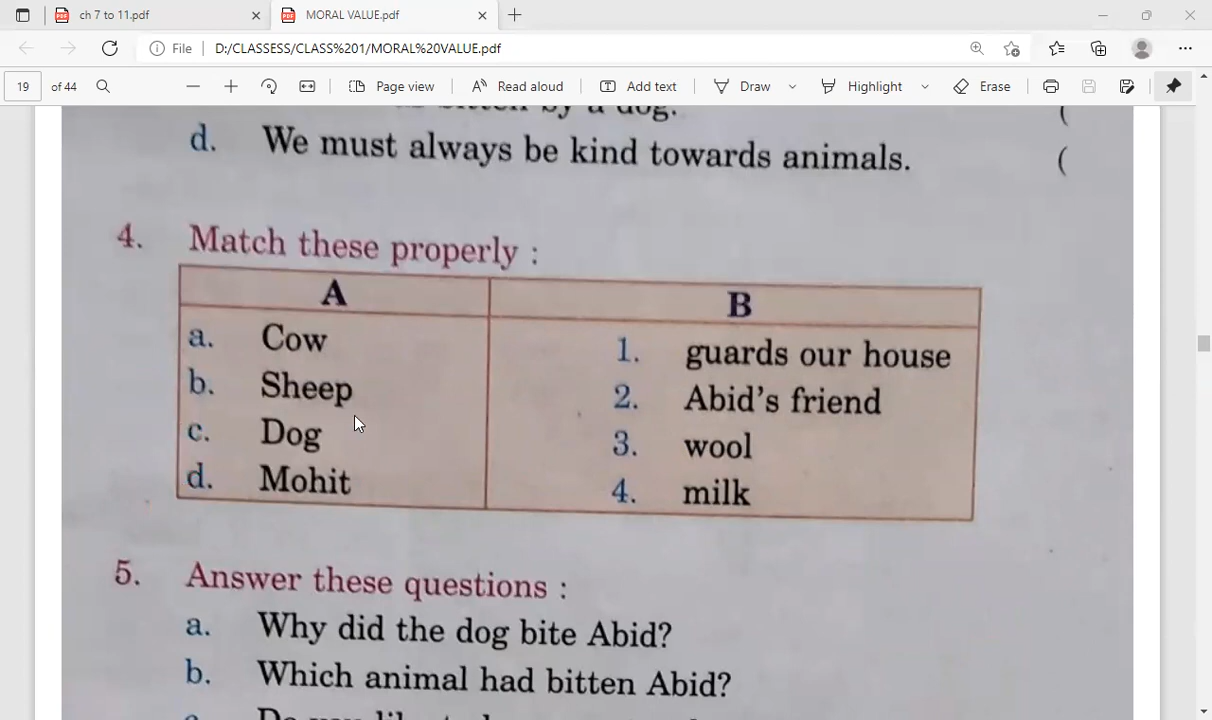 ch 7 to 11.pdf
MORAL VALUE.pdf
File
D:/CLASSESS/CLASS%201/MORAL%20VALUE.pdf
19 of 44
Page view
Read aloud
Add text
Draw
Highlight
Erase
bitten by a dog. (
d. We must always be kind towards animals. (
4. Match these properly :
A B
a. Cow 1. guards our house
b. Sheep 2. Abid's friend
c. Dog 3. wool
d. Mohit 4. milk
5. Answer these questions :
a. Why did the dog bite Abid?
b. Which animal had bitten Abid?